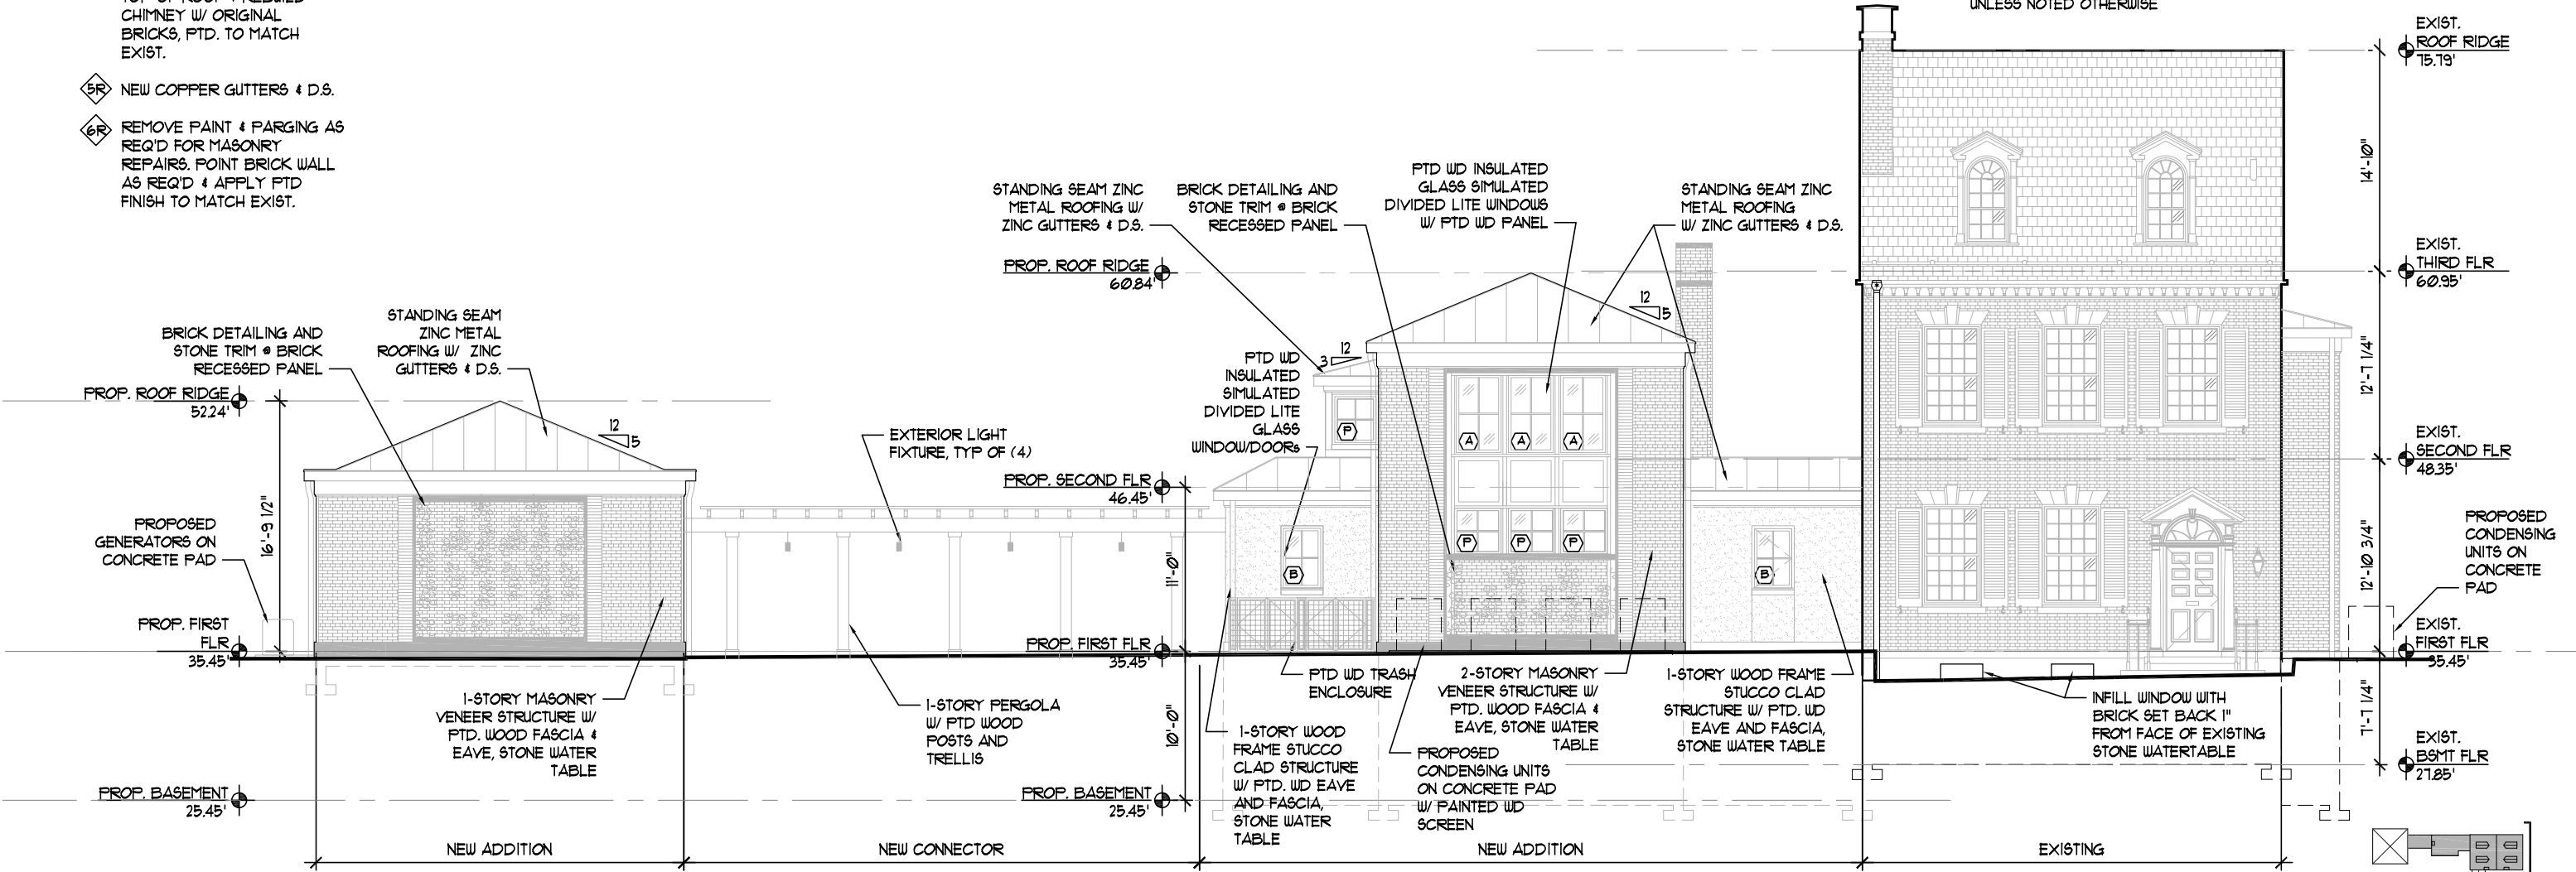 CHIMNEY W/ ORIGINAL
BRICKS, PTD. TO MATCH
EXIST.
5R
NEW COPPER GUTTERS & D.S.
6R
REMOVE PAINT & PARGING AS
REQ'D FOR MASONRY
REPAIRS. POINT BRICK WALL
AS REQ'D & APPLY PTD
FINISH TO MATCH EXIST.
UNLESS NOTED OTHERWISE
BRICK DETAILING AND
STONE TRIM @ BRICK
RECESSED PANEL
STANDING SEAM
ZINC METAL
ROOFING W/ ZINC
GUTTERS & D.S.
PROP. ROOF RIDGE
52.24'
12
5
16'-9 1/2"
PROPOSED
GENERATORS ON
CONCRETE PAD
PROP. FIRST
FLR
35.45'
1-STORY MASONRY
VENEER STRUCTURE W/
PTD. WOOD FASCIA &
EAVE, STONE WATER
TABLE
PROP. BASEMENT
25.45'
EXTERIOR LIGHT
FIXTURE, TYP OF (4)
1-STORY PERGOLA
W/ PTD WOOD
POSTS AND
TRELLIS
STANDING SEAM ZINC
METAL ROOFING W/
ZINC GUTTERS & D.S.
BRICK DETAILING AND
STONE TRIM @ BRICK
RECESSED PANEL
PTD WD INSULATED
GLASS SIMULATED
DIVIDED LITE WINDOWS
W/ PTD WD PANEL
STANDING SEAM ZINC
METAL ROOFING
W/ ZINC GUTTERS & D.S.
PROP. ROOF RIDGE
60.84'
12
5
12
3
PTD WD
INSULATED
SIMULATED
DIVIDED LITE
GLASS
WINDOW/DOORs
P
A
A
A
PROP. SECOND FLR
46.45'
P
P
P
B
B
11'-0"
PROP. FIRST FLR
35.45'
10'-0"
PROP. BASEMENT
25.45'
PTD WD TRASH
ENCLOSURE
1-STORY WOOD
FRAME STUCCO
CLAD STRUCTURE
W/ PTD. WD EAVE
AND FASCIA,
STONE WATER
TABLE
PROPOSED
CONDENSING UNITS
ON CONCRETE PAD
W/ PAINTED WD
SCREEN
2-STORY MASONRY
VENEER STRUCTURE W/
PTD. WOOD FASCIA &
EAVE, STONE WATER
TABLE
1-STORY WOOD FRAME
STUCCO CLAD
STRUCTURE W/ PTD. WD
EAVE AND FASCIA,
STONE WATER TABLE
INFILL WINDOW WITH
BRICK SET BACK 1"
FROM FACE OF EXISTING
STONE WATERTABLE
EXIST.
ROOF RIDGE
75.79'
14'-10"
EXIST.
THIRD FLR
60.95'
12'-7 1/4"
EXIST.
SECOND FLR
48.35'
12'-10 3/4"
PROPOSED
CONDENSING
UNITS ON
CONCRETE
PAD
EXIST.
FIRST FLR
35.45'
7'-7 1/4"
EXIST.
BSMT FLR
27.85'
NEW ADDITION
NEW CONNECTOR
NEW ADDITION
EXISTING